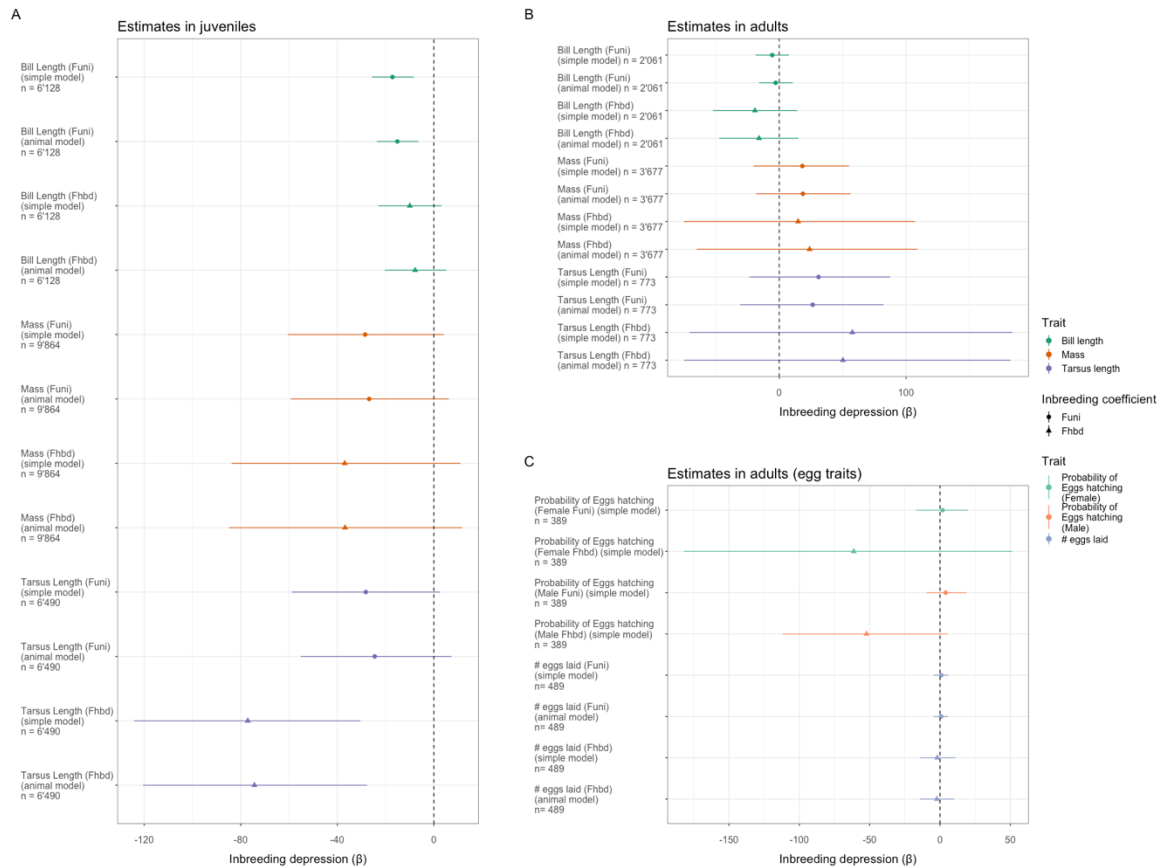 A
Estimates in juveniles
Bill Length (Funi)
(simple model)
n = 6'128
Bill Length (Funi)
(animal model)
n = 6'128
Bill Length (Fhbd)
(simple model)
n = 6'128
Bill Length (Fhbd)
(animal model)
n = 6'128
Mass (Funi)
(simple model)
n = 9'864
Mass (Funi)
(animal model)
n = 9'864
Mass (Fhbd)
(simple model)
n = 9'864
Mass (Fhbd)
(animal model)
n = 9'864
Tarsus Length (Funi)
(simple model)
n = 6'490
Tarsus Length (Funi)
(animal model)
n = 6'490
Tarsus Length (Fhbd)
(simple model)
n = 6'490
Tarsus Length (Fhbd)
(animal model)
n = 6'490
-120 -80 -40 0
Inbreeding depression (β)
B
Estimates in adults
Bill Length (Funi)
(simple model) n = 2'061
Bill Length (Funi)
(animal model) n = 2'061
Bill Length (Fhbd)
(simple model) n = 2'061
Bill Length (Fhbd)
(animal model) n = 2'061
Mass (Funi)
(simple model) n = 3'677
Mass (Funi)
(animal model) n = 3'677
Mass (Fhbd)
(simple model) n = 3'677
Mass (Fhbd)
(animal model) n = 3'677
Tarsus Length (Funi)
(simple model) n = 773
Tarsus Length (Funi)
(animal model) n = 773
Tarsus Length (Fhbd)
(simple model) n = 773
Tarsus Length (Fhbd)
(animal model) n = 773
0 100
Inbreeding depression (β)
Trait
Bill length
Mass
Tarsus length
Inbreeding coefficient
Funi
Fhbd
C
Estimates in adults (egg traits)
Probability of Eggs hatching
(Female Funi) (simple model)
n = 389
Probability of Eggs hatching
(Female Fhbd) (simple model)
n = 389
Probability of Eggs hatching
(Male Funi) (simple model)
n = 389
Probability of Eggs hatching
(Male Fhbd) (simple model)
n = 389
# eggs laid (Funi)
(simple model)
n= 489
# eggs laid (Funi)
(animal model)
n= 489
# eggs laid (Fhbd)
(simple model)
n= 489
# eggs laid (Fhbd)
(animal model)
n= 489
-150 -100 -50 0 50
Inbreeding depression (β)
Trait
Probability of
Eggs hatching
(Female)
Probability of
Eggs hatching
(Male)
# eggs laid